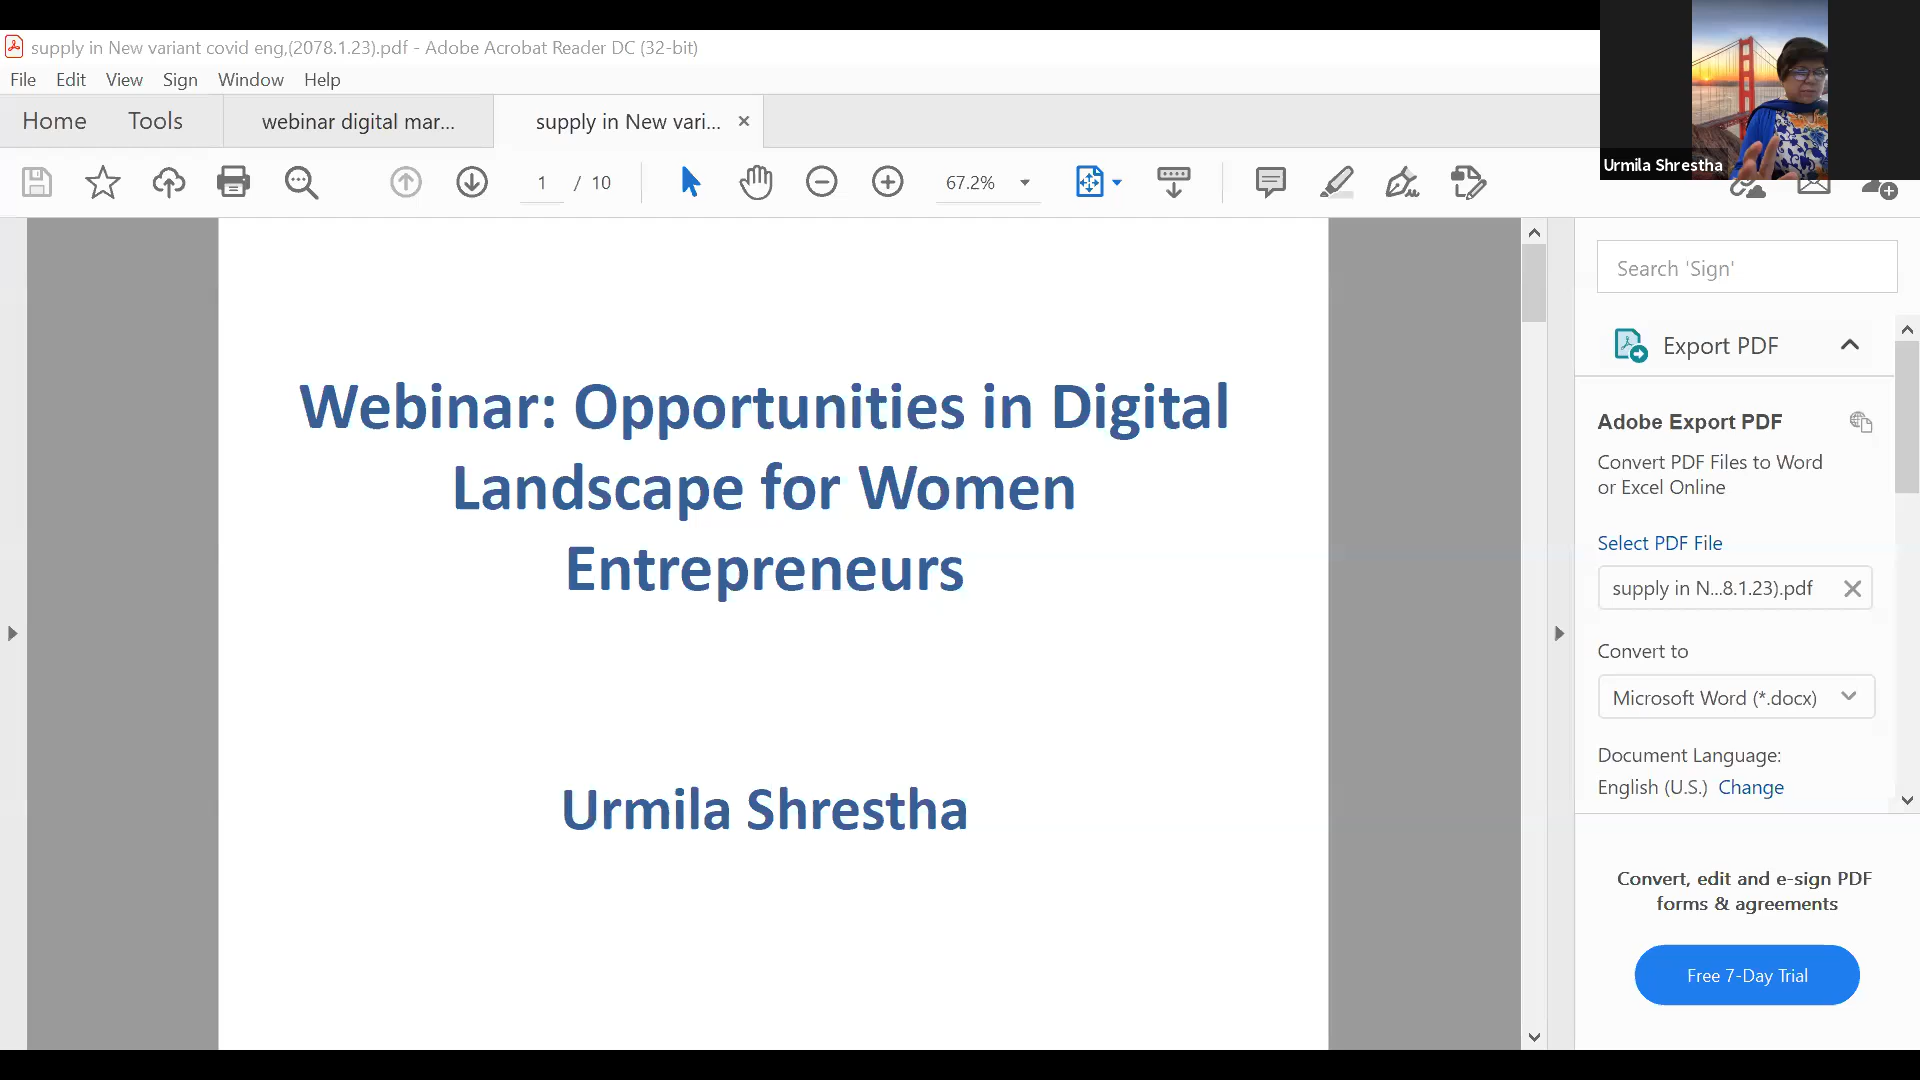 supply in New variant covid eng,(2078.1.23).pdf - Adobe Acrobat Reader DC (32-bit)
File Edit View Sign Window Help
Home Tools webinar digital mar... supply in New vari... ×
1 / 10 67.2%
Urmila Shrestha
Webinar: Opportunities in Digital
Landscape for Women
Entrepreneurs
Urmila Shrestha
Search 'Sign'
Export PDF
Adobe Export PDF
Convert PDF Files to Word
or Excel Online
Select PDF File
supply in N...8.1.23).pdf
Convert to
Microsoft Word (*.docx)
Document Language:
English (U.S.) Change
Convert, edit and e-sign PDF
forms & agreements
Free 7-Day Trial